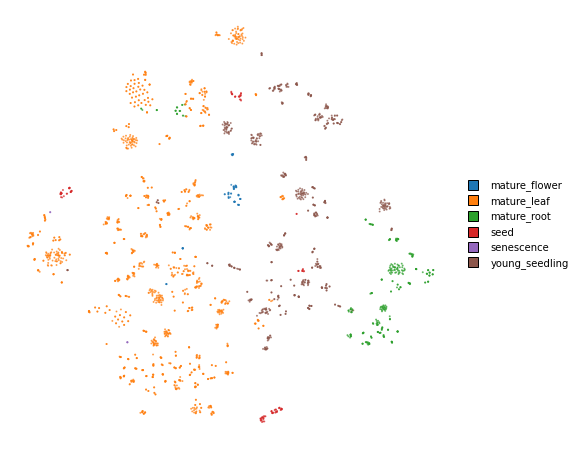 mature_flower
mature_leaf
mature_root
seed
senescence
young_seedling